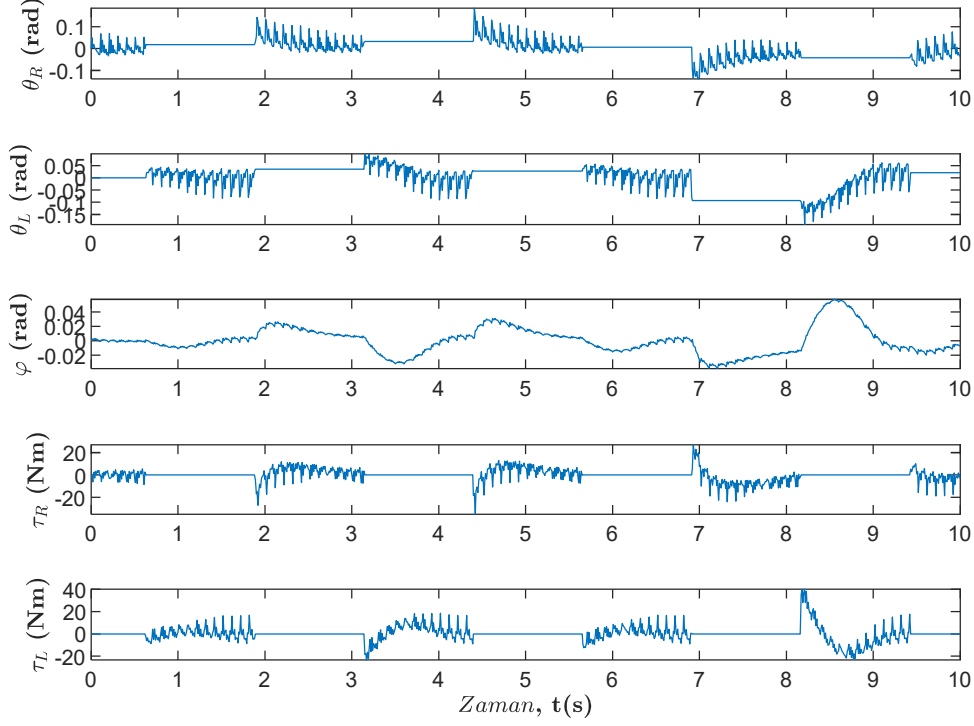 θ_R (rad)
0.1
0
-0.1
0 1 2 3 4 5 6 7 8 9 10
θ_L (rad)
0.05
0
-0.05
-0.1
-0.15
0 1 2 3 4 5 6 7 8 9 10
φ (rad)
0.04
0.02
0
-0.02
0 1 2 3 4 5 6 7 8 9 10
τ_R (Nm)
20
0
-20
0 1 2 3 4 5 6 7 8 9 10
τ_L (Nm)
40
20
0
-20
0 1 2 3 4 5 6 7 8 9 10
Zaman, t(s)